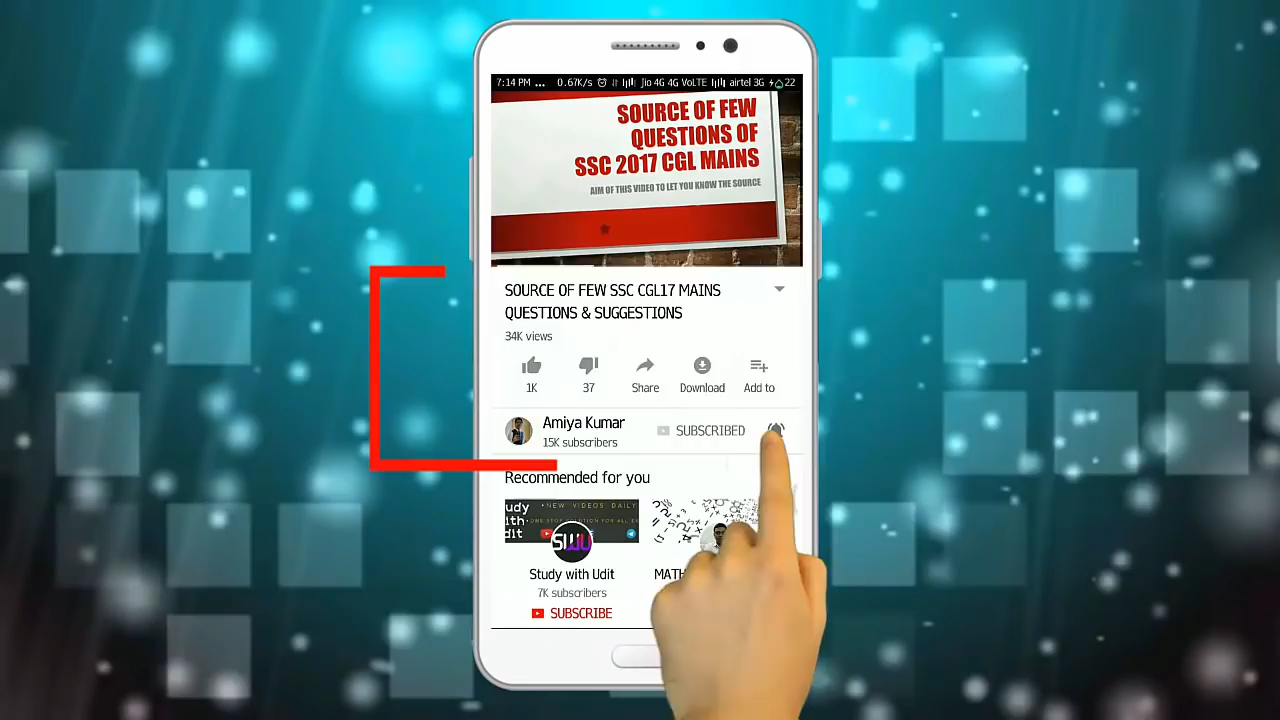 7:14 PM ... 0.67K/s Jio 4G 4G VoLTE airtel 3G 22
SOURCE OF FEW
QUESTIONS OF
SSC 2017 CGL MAINS
AIM OF THIS VIDEO TO LET YOU KNOW THE SOURCE
SOURCE OF FEW SSC CGL17 MAINS
QUESTIONS & SUGGESTIONS
34K views
1K 37 Share Download Add to
Amiya Kumar
SUBSCRIBED
15K subscribers
Recommended for you
•NEW VIDEOS DAILY
SWU
Study with Udit
MATH
7K subscribers
SUBSCRIBE